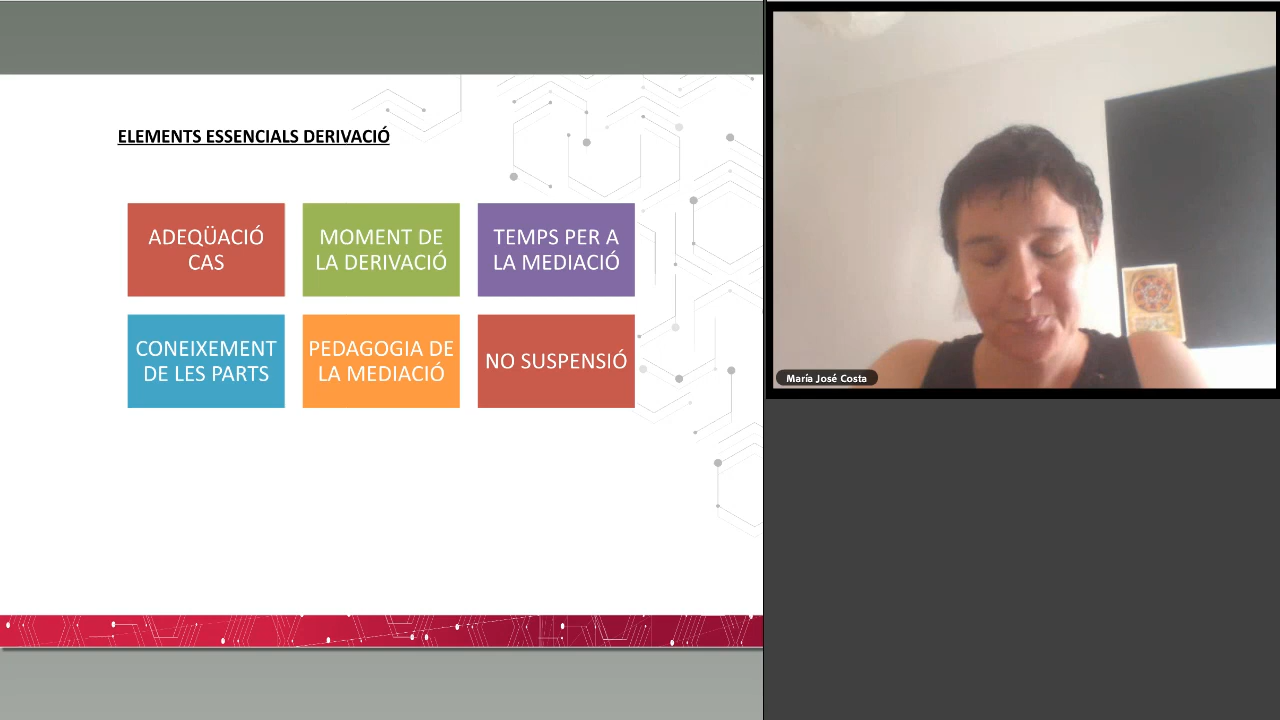 ELEMENTS ESSENCIALS DERIVACIÓ
ADEQÜACIÓ
CAS
MOMENT DE
LA DERIVACIÓ
TEMPS PER A
LA MEDIACIÓ
CONEIXEMENT
DE LES PARTS
PEDAGOGIA DE
LA MEDIACIÓ
NO SUSPENSIÓ
María José Costa